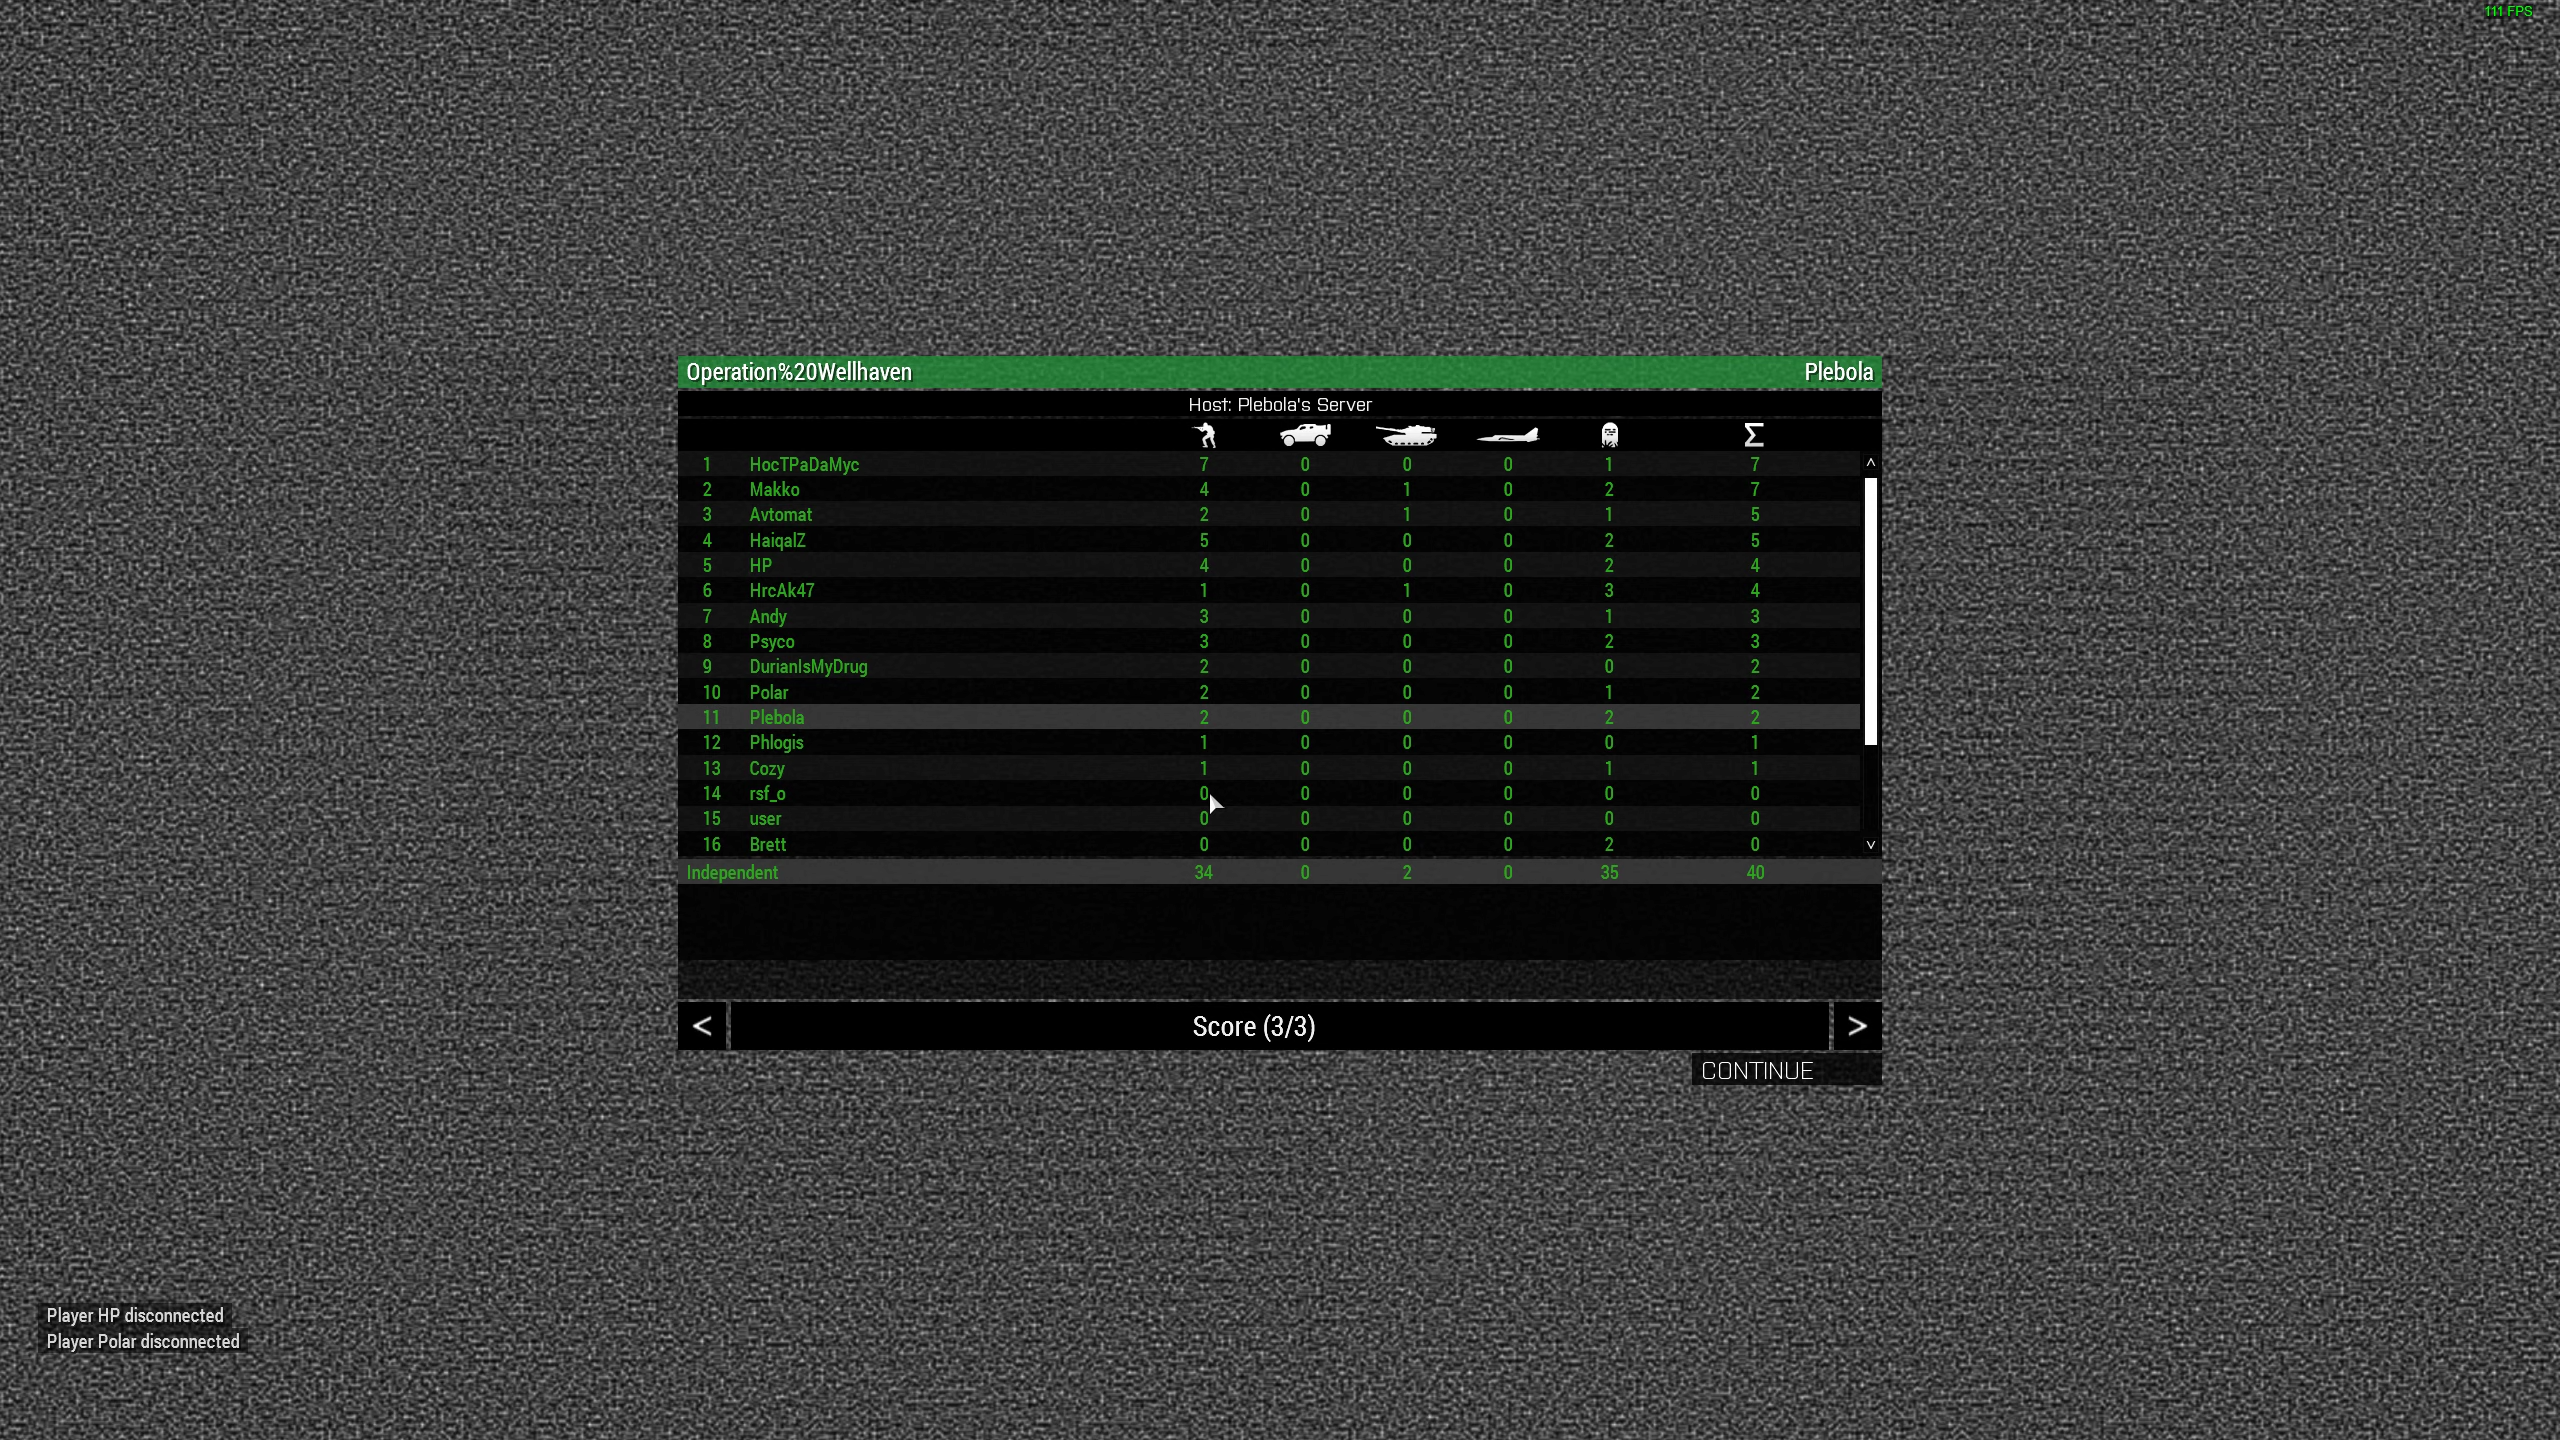 111 FPS
Operation%20Wellhaven Plebola
Host: Plebola's Server
Σ
1 HocTPaDaMyc 7 0 0 0 1 7
2 Makko 4 0 1 0 2 7
3 Avtomat 2 0 1 0 1 5
4 HaiqalZ 5 0 0 0 2 5
5 HP 4 0 0 0 2 4
6 HrcAk47 1 0 1 0 3 4
7 Andy 3 0 0 0 1 3
8 Psyco 3 0 0 0 2 3
9 DurianIsMyDrug 2 0 0 0 0 2
10 Polar 2 0 0 0 1 2
11 Plebola 2 0 0 0 2 2
12 Phlogis 1 0 0 0 0 1
13 Cozy 1 0 0 0 1 1
14 rsf_o 0 0 0 0 0 0
15 user 0 0 0 0 0 0
16 Brett 0 0 0 0 2 0
Independent 34 0 2 0 35 40
< Score (3/3) >
CONTINUE
Player HP disconnected
Player Polar disconnected